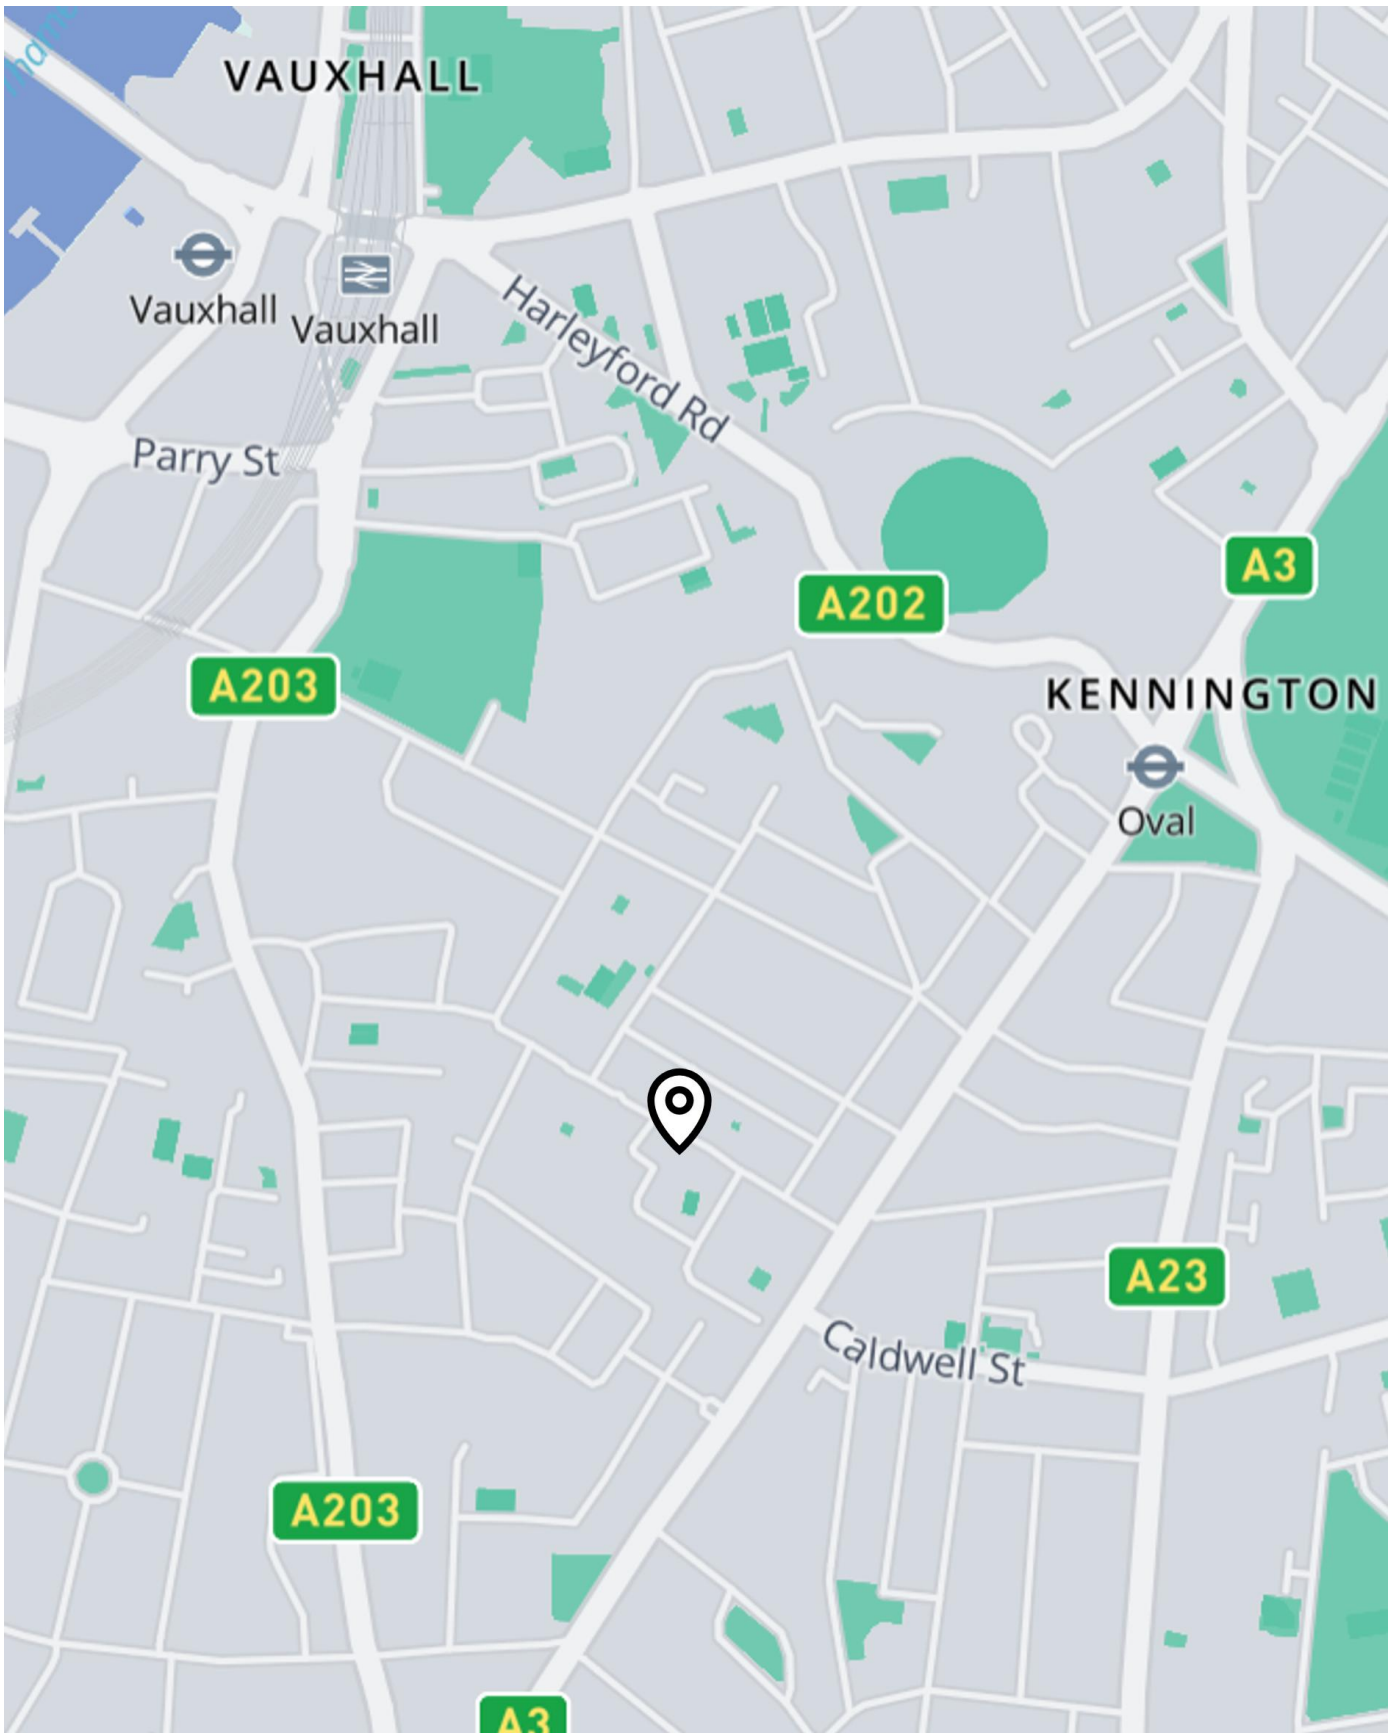 VAUXHALL
Vauxhall
Vauxhall
Harleyford Rd
Parry St
A3
A202
A203
KENNINGTON
Oval
A23
Caldwell St
A203
A3